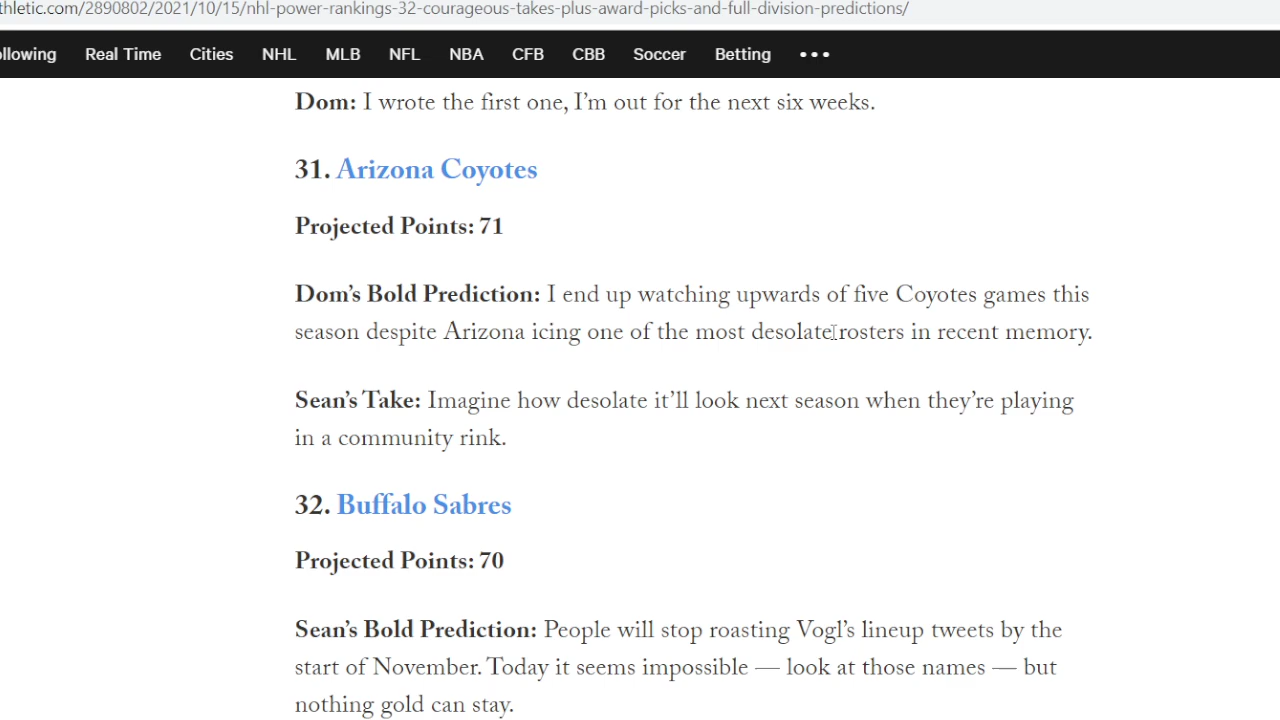 thletic.com/2890802/2021/10/15/nhl-power-rankings-32-courageous-takes-plus-award-picks-and-full-division-predictions/
ollowing Real Time Cities NHL MLB NFL NBA CFB CBB Soccer Betting •••
Dom: I wrote the first one, I’m out for the next six weeks.
31. Arizona Coyotes
Projected Points: 71
Dom’s Bold Prediction: I end up watching upwards of five Coyotes games this
season despite Arizona icing one of the most desolate rosters in recent memory.
Sean’s Take: Imagine how desolate it’ll look next season when they’re playing
in a community rink.
32. Buffalo Sabres
Projected Points: 70
Sean’s Bold Prediction: People will stop roasting Vogl’s lineup tweets by the
start of November. Today it seems impossible — look at those names — but
nothing gold can stay.